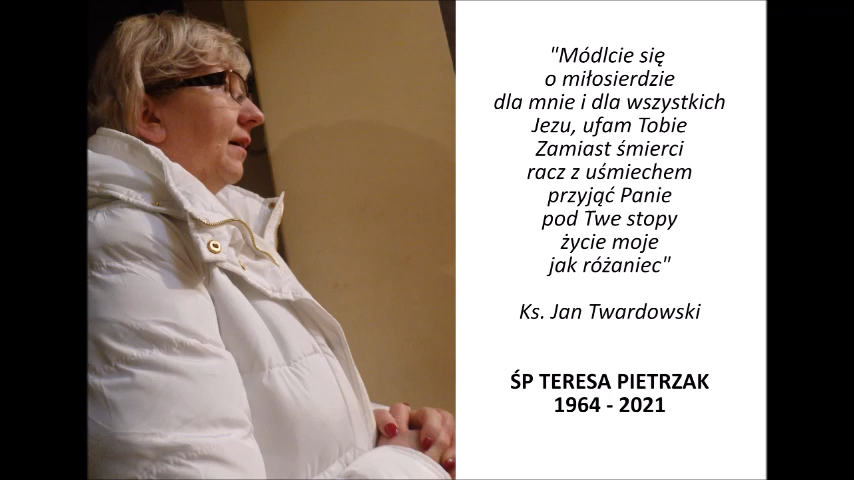 "Módlcie się
o miłosierdzie
dla mnie i dla wszystkich
Jezu, ufam Tobie
Zamiast śmierci
racz z uśmiechem
przyjąć Panie
pod Twe stopy
życie moje
jak różaniec"
Ks. Jan Twardowski
ŚP TERESA PIETRZAK
1964 - 2021